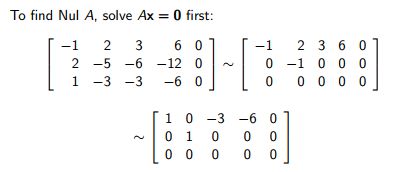 To find Nul A, solve Ax = 0 first:
[ −1 2 3 6 0 ] ~ [ −1 2 3 6 0 ]
[ 2 −5 −6 −12 0 ] [ 0 −1 0 0 0 ]
[ 1 −3 −3 −6 0 ] [ 0 0 0 0 0 ]
~ [ 1 0 −3 −6 0 ]
[ 0 1 0 0 0 ]
[ 0 0 0 0 0 ]